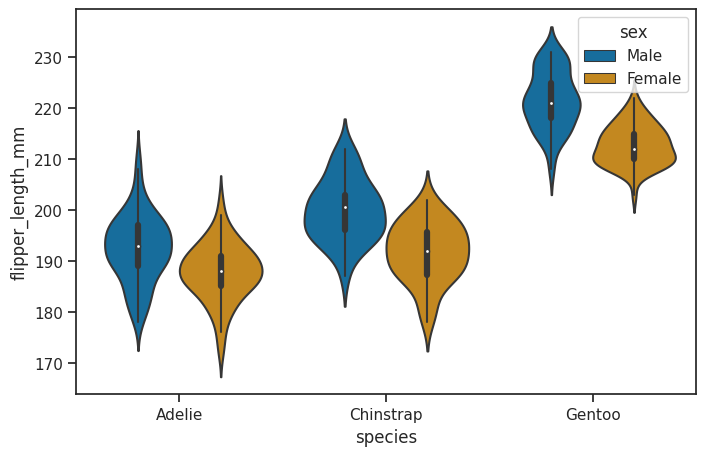 sex
Male
Female
230
220
210
200
190
180
170
flipper_length_mm
Adelie
Chinstrap
Gentoo
species